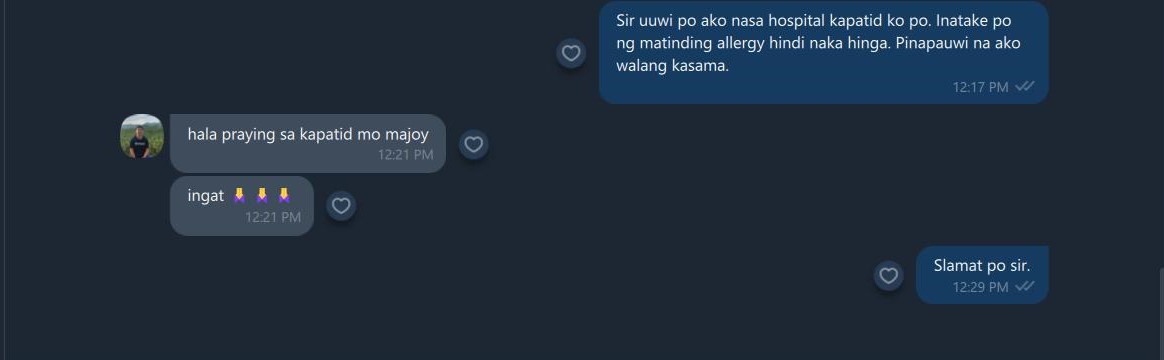 Sir uuwi po ako nasa hospital kapatid ko po. Inatake po
ng matinding allergy hindi naka hinga. Pinapauwi na ako
walang kasama.
12:17 PM
hala praying sa kapatid mo majoy
12:21 PM
ingat 🙏 🙏 🙏
12:21 PM
Slamat po sir.
12:29 PM